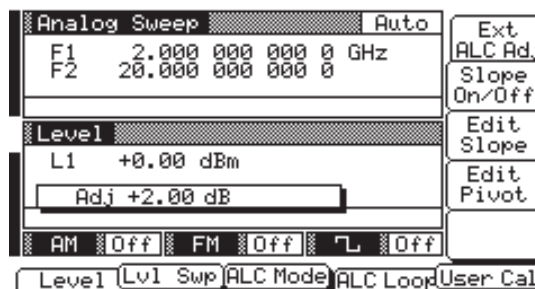 Analog Sweep Auto
F1 2.000 000 000 0 GHz
F2 20.000 000 000 0
Level
L1 +0.00 dBm
Adj +2.00 dB
AM Off FM Off Off
Ext
ALC Adj
Slope
On/Off
Edit
Slope
Edit
Pivot
Level Lvl Swp ALC Mode ALC Loop User Cal